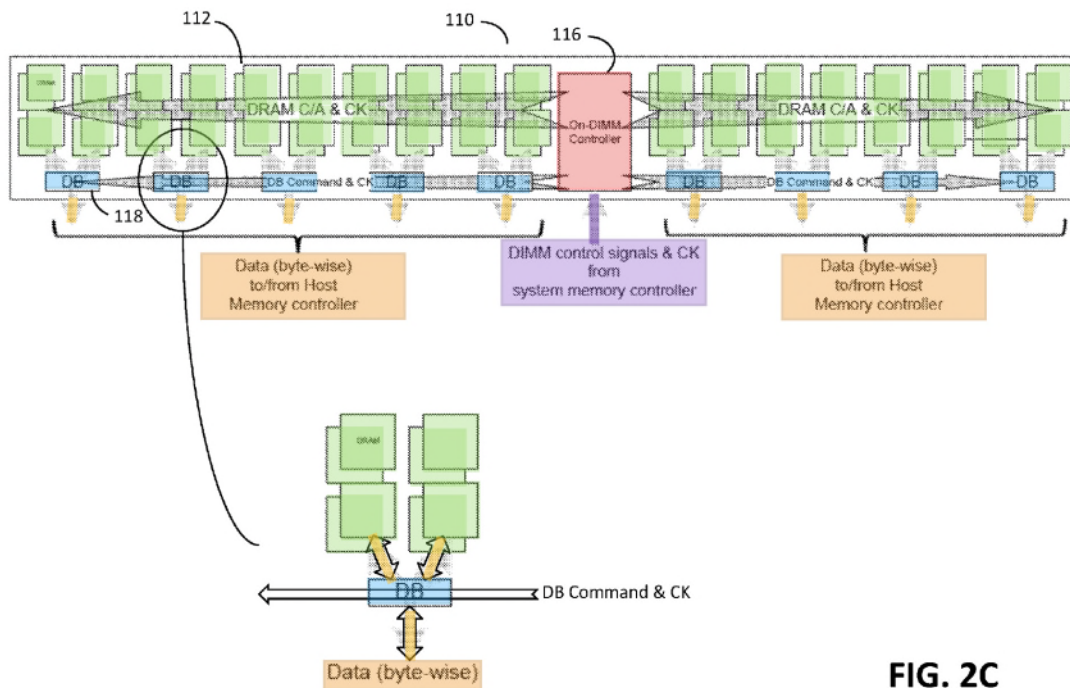 112
110
116
DRAM
DRAM C/A & CK
On-DIMM
Controller
DRAM C/A & CK
DB
DB
DB Command & CK
DB
DB
DB
DB Command & CK
DB
DB
118
Data (byte-wise)
to/from Host
Memory controller
DIMM control signals & CK
from
system memory controller
Data (byte-wise)
to/from Host
Memory controller
DRAM
DB
DB Command & CK
Data (byte-wise)
FIG. 2C